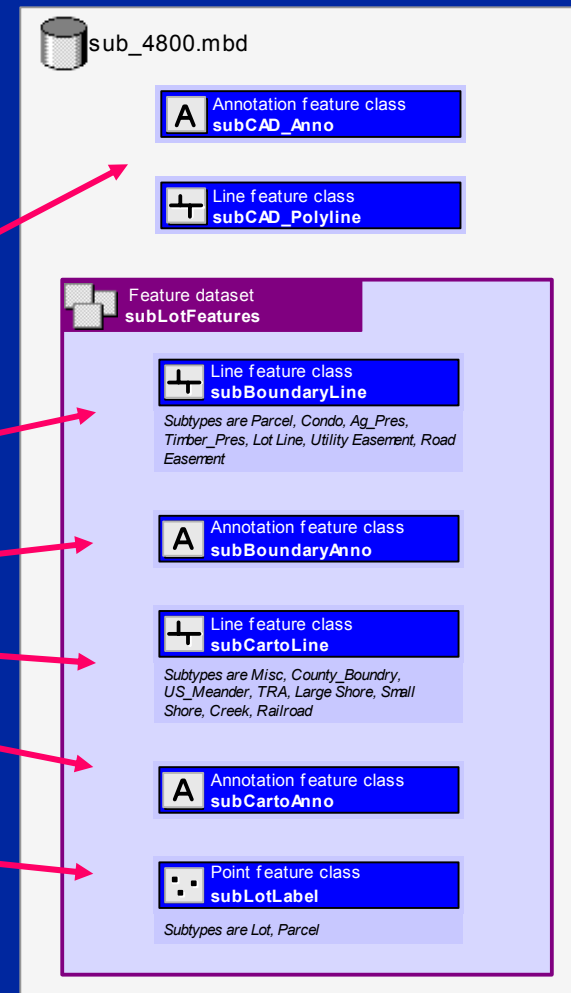 sub_4800.mbd
A Annotation feature class
subCAD_Anno
Line feature class
subCAD_Polyline
Feature dataset
subLotFeatures
Line feature class
subBoundaryLine
Subtypes are Parcel, Condo, Ag_Pres,
Timber_Pres, Lot Line, Utility Easement, Road
Easement
A Annotation feature class
subBoundaryAnno
Line feature class
subCartoLine
Subtypes are Misc, County_Boundry,
US_Meander, TRA, Large Shore, Small
Shore, Creek, Railroad
A Annotation feature class
subCartoAnno
Point feature class
subLotLabel
Subtypes are Lot, Parcel